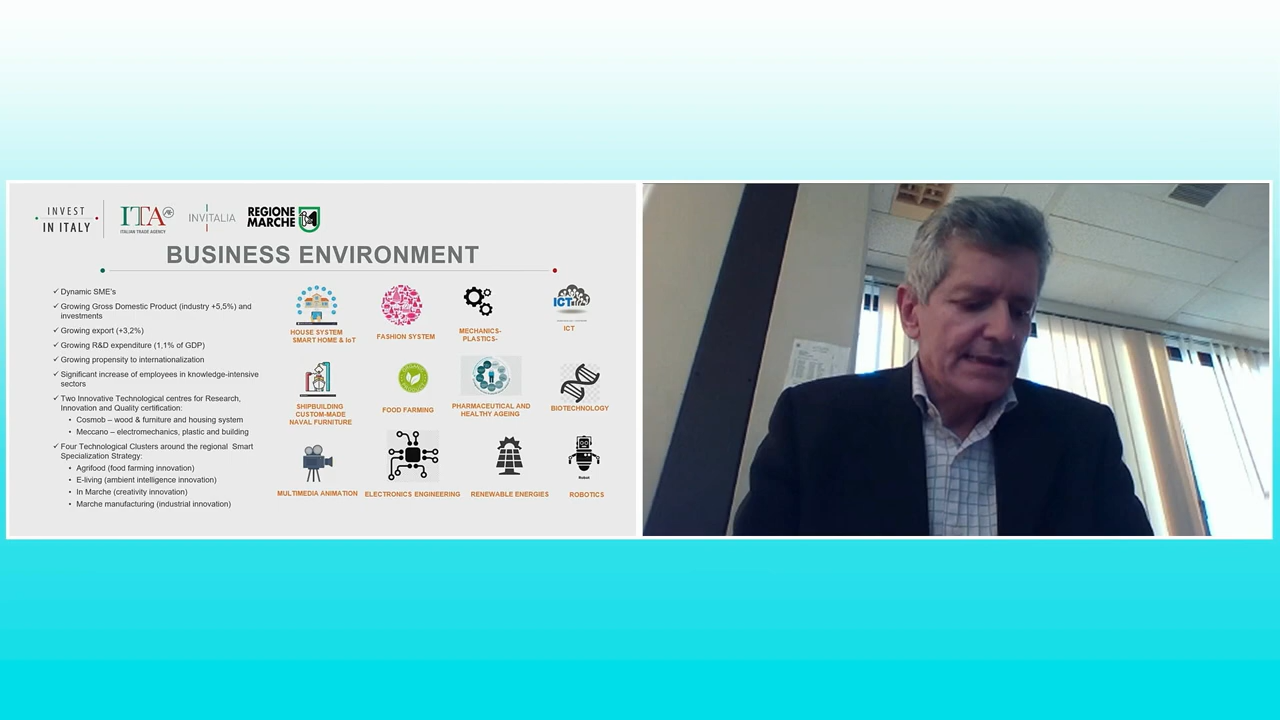 INVEST
IN ITALY
ITA
ITALIAN TRADE AGENCY
INVITALIA
REGIONE
MARCHE
BUSINESS ENVIRONMENT
✓ Dynamic SME's
✓ Growing Gross Domestic Product (industry +5,5%) and
investments
✓ Growing export (+3,2%)
✓ Growing R&D expenditure (1,1% of GDP)
✓ Growing propensity to internationalization
✓ Significant increase of employees in knowledge-intensive
sectors
✓ Two Innovative Technological centres for Research,
Innovation and Quality certification:
• Cosmob – wood & furniture and housing system
• Meccano – electromechanics, plastic and building
✓ Four Technological Clusters around the regional Smart
Specialization Strategy:
• Agrifood (food farming innovation)
• E-living (ambient intelligence innovation)
• In Marche (creativity innovation)
• Marche manufacturing (industrial innovation)
HOUSE SYSTEM
SMART HOME & IoT
FASHION SYSTEM
MECHANICS-
PLASTICS-
ICT
ICT
SHIPBUILDING
CUSTOM-MADE
NAVAL FURNITURE
FOOD FARMING
PHARMACEUTICAL AND
HEALTHY AGEING
BIOTECHNOLOGY
MULTIMEDIA ANIMATION
ELECTRONICS ENGINEERING
RENEWABLE ENERGIES
Robot
ROBOTICS